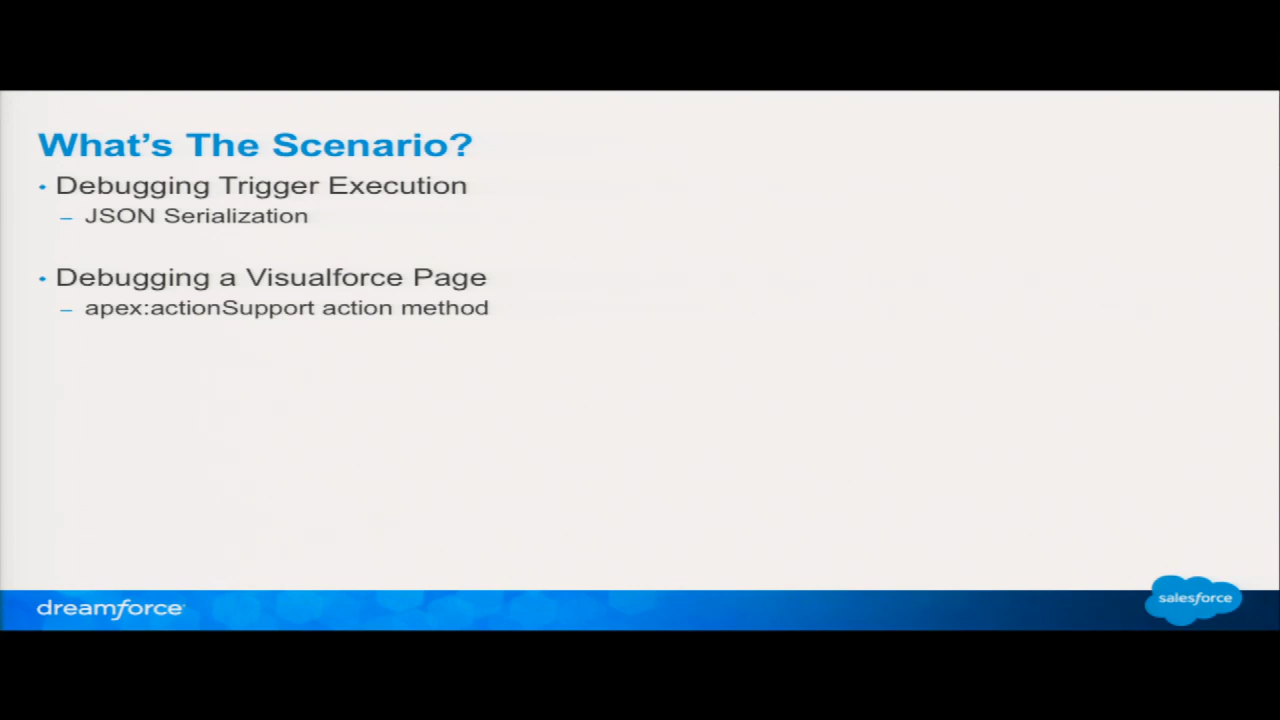 What's The Scenario?
• Debugging Trigger Execution
– JSON Serialization
• Debugging a Visualforce Page
– apex:actionSupport action method
dreamforce
salesforce